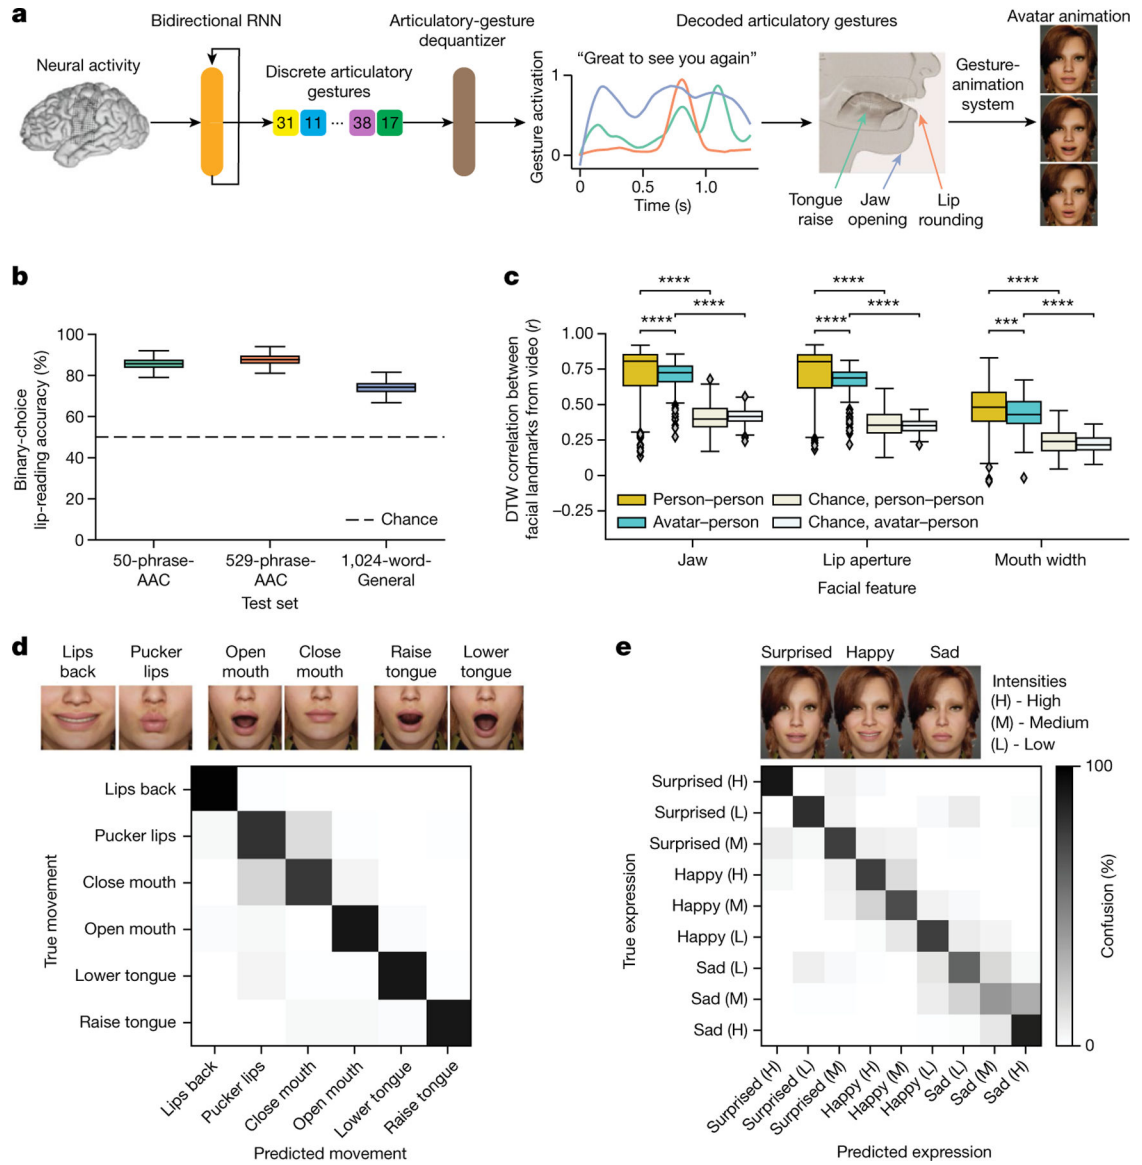 a
Bidirectional RNN
Articulatory-gesture
dequantizer
Decoded articulatory gestures
Avatar animation
Neural activity
Discrete articulatory
gestures
31 11 ... 38 17
“Great to see you again”
Gesture activation
1
0
0 0.5 1.0
Time (s)
Tongue
raise
Jaw
opening
Lip
rounding
Gesture-
animation
system
b
Binary-choice
lip-reading accuracy (%)
100
80
60
40
20
0
Chance
50-phrase-
AAC
529-phrase-
AAC
1,024-word-
General
Test set
c
DTW correlation between
facial landmarks from video (r)
**** **** ****
**** **** ****
**** **** ***
1.00
0.75
0.50
0.25
0
−0.25
Person–person
Avatar–person
Chance, person–person
Chance, avatar–person
Jaw Lip aperture Mouth width
Facial feature
d
Lips
back
Pucker
lips
Open
mouth
Close
mouth
Raise
tongue
Lower
tongue
True movement
Lips back
Pucker lips
Close mouth
Open mouth
Lower tongue
Raise tongue
Lips back
Pucker lips
Close mouth
Open mouth
Lower tongue
Raise tongue
Predicted movement
e
Surprised Happy Sad
Intensities
(H) - High
(M) - Medium
(L) - Low
True expression
Surprised (H)
Surprised (L)
Surprised (M)
Happy (H)
Happy (M)
Happy (L)
Sad (L)
Sad (M)
Sad (H)
Surprised (H)
Surprised (L)
Surprised (M)
Happy (H)
Happy (M)
Happy (L)
Sad (L)
Sad (M)
Sad (H)
Predicted expression
100
0
Confusion (%)